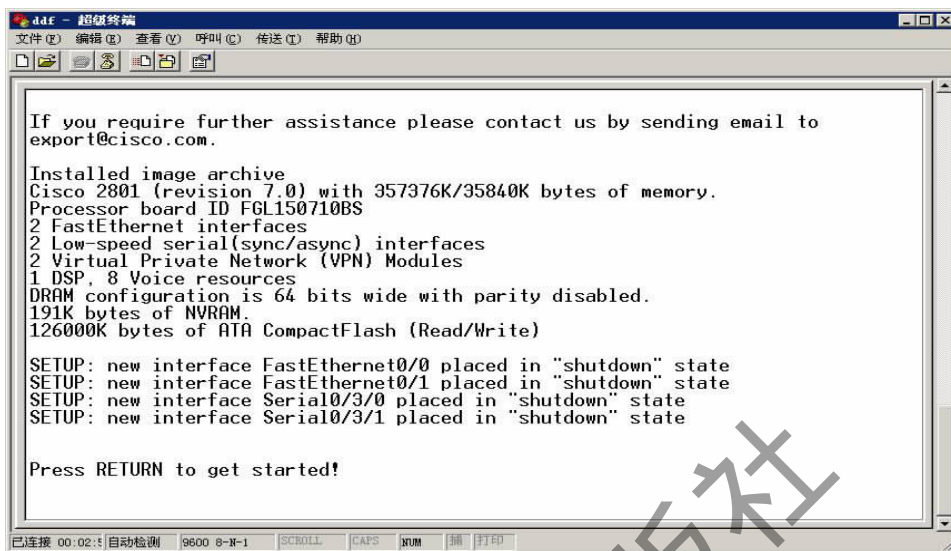 ddf - 超级终端
文件(F) 编辑(E) 查看(V) 呼叫(C) 传送(T) 帮助(H)
If you require further assistance please contact us by sending email to
export@cisco.com.
Installed image archive
Cisco 2801 (revision 7.0) with 357376K/35840K bytes of memory.
Processor board ID FGL150710BS
2 FastEthernet interfaces
2 Low-speed serial(sync/async) interfaces
2 Virtual Private Network (VPN) Modules
1 DSP, 8 Voice resources
DRAM configuration is 64 bits wide with parity disabled.
191K bytes of NVRAM.
126000K bytes of ATA CompactFlash (Read/Write)
SETUP: new interface FastEthernet0/0 placed in "shutdown" state
SETUP: new interface FastEthernet0/1 placed in "shutdown" state
SETUP: new interface Serial0/3/0 placed in "shutdown" state
SETUP: new interface Serial0/3/1 placed in "shutdown" state
Press RETURN to get started!
已连接 00:02: 自动检测 9600 8-N-1 SCROLL CAPS NUM 捕 打印
社